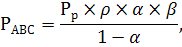 P_ABC = (P_p × ρ × α × β) / (1 − α),